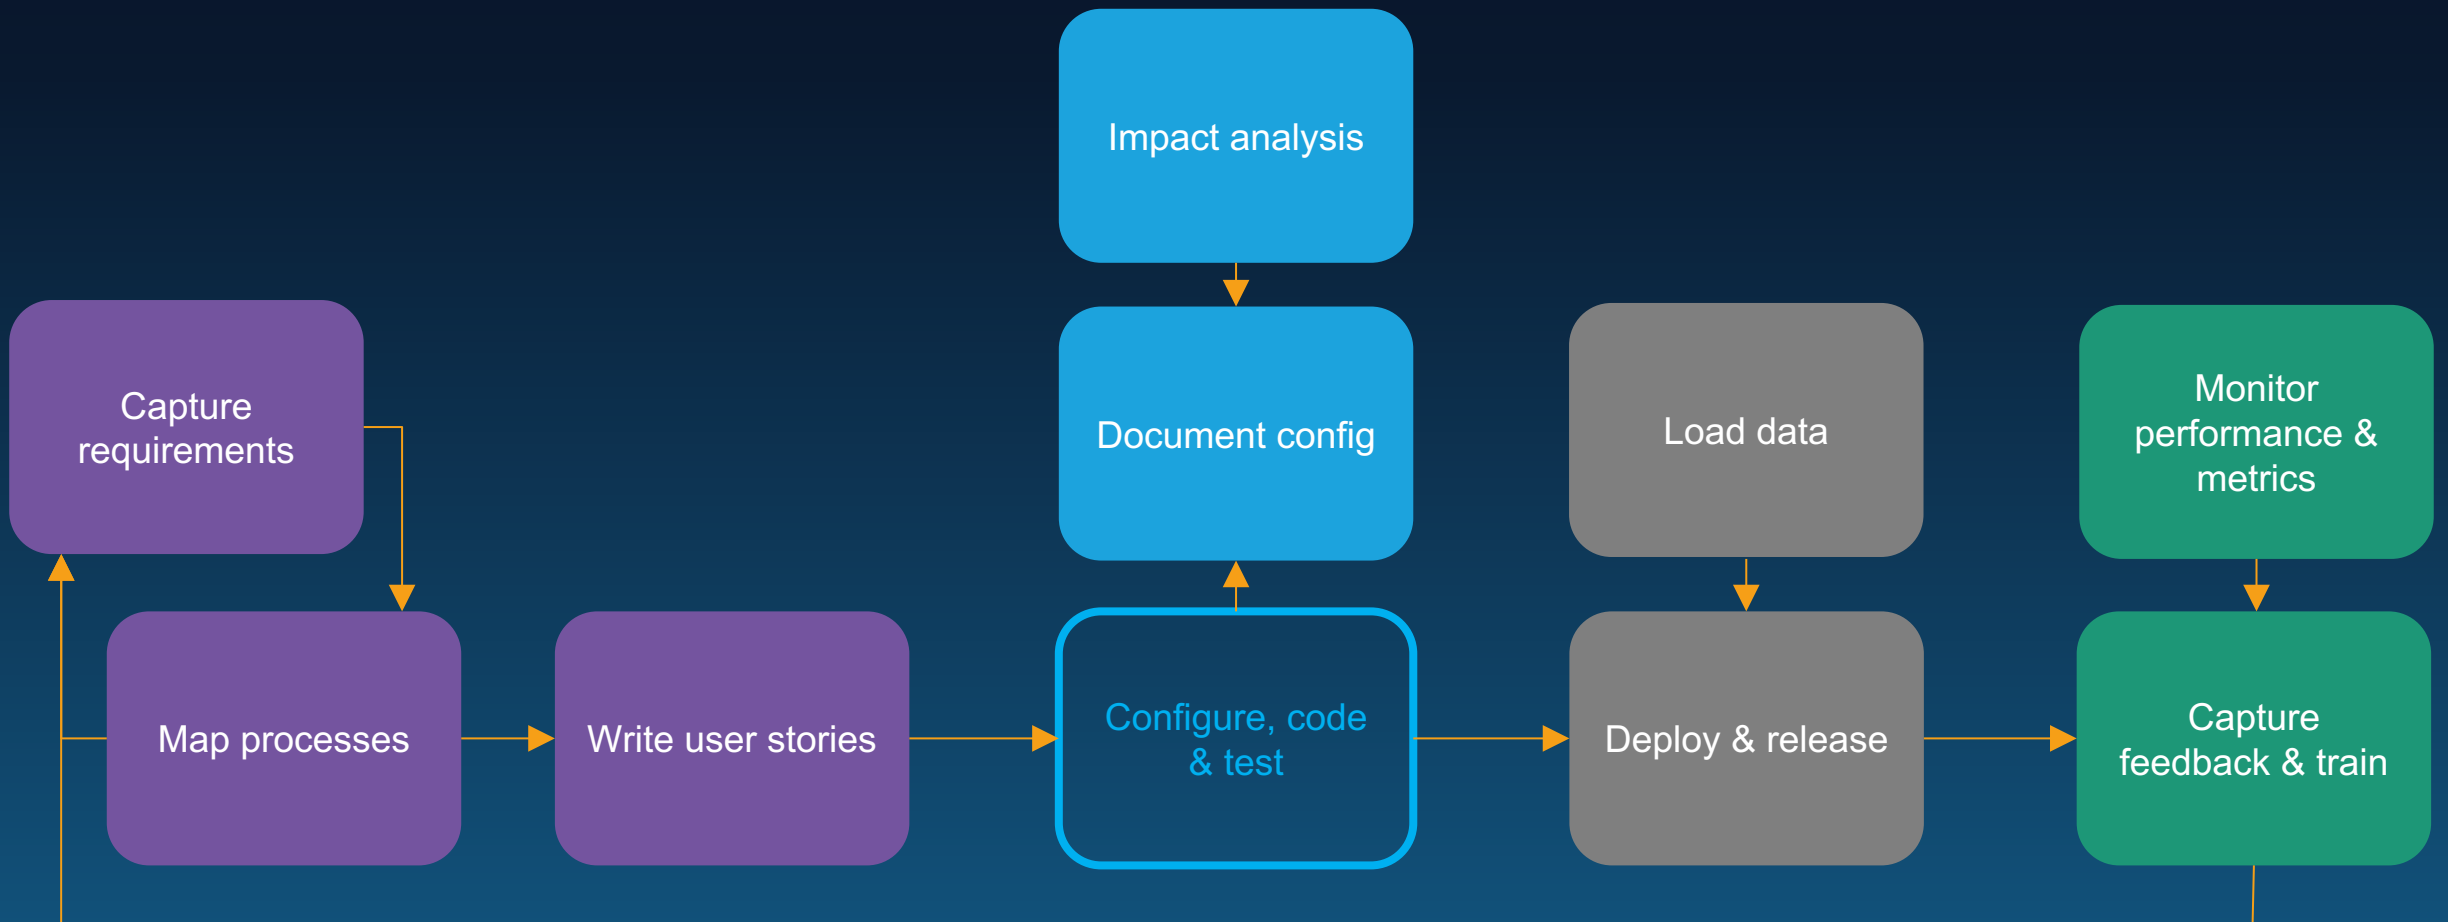 Impact analysis
Capture
requirements
Document config
Load data
Monitor
performance &
metrics
Map processes
Write user stories
Configure, code
& test
Deploy & release
Capture
feedback & train